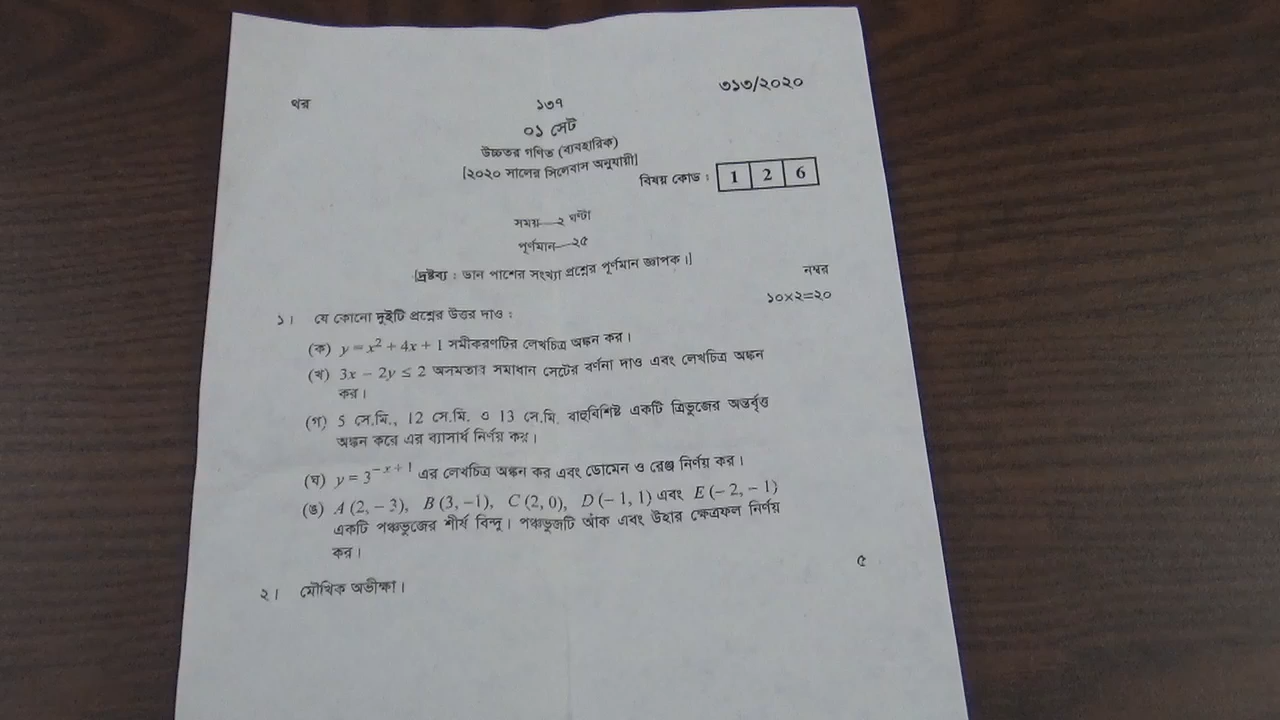 ৩১৩/২০২০
থর
১৩৭
০১ সেট
উচ্চতর গণিত (ব্যবহারিক)
[২০২০ সালের সিলেবাস অনুযায়ী]
বিষয় কোড : 1 2 6
সময়—২ ঘণ্টা
পূর্ণমান—২৫
[দ্রষ্টব্য : ডান পাশের সংখ্যা প্রশ্নের পূর্ণমান জ্ঞাপক।]
নম্বর
১। যে কোনো দুইটি প্রশ্নের উত্তর দাও : ১০×২=২০
(ক) y = x² + 4x + 1 সমীকরণটির লেখচিত্র অঙ্কন কর।
(খ) 3x − 2y ≤ 2 অসমতার সমাধান সেটের বর্ণনা দাও এবং লেখচিত্র অঙ্কন
কর।
(গ) 5 সে.মি., 12 সে.মি. ও 13 সে.মি. বাহুবিশিষ্ট একটি ত্রিভুজের অন্তর্বৃত্ত
অঙ্কন করে এর ব্যাসার্ধ নির্ণয় কর।
(ঘ) y = 3^{−x+1} এর লেখচিত্র অঙ্কন কর এবং ডোমেন ও রেঞ্জ নির্ণয় কর।
(ঙ) A (2, − 3), B (3, −1), C (2, 0), D (− 1, 1) এবং E (− 2, − 1)
একটি পঞ্চভুজের শীর্ষ বিন্দু। পঞ্চভুজটি আঁক এবং উহার ক্ষেত্রফল নির্ণয়
কর।
২। মৌখিক অভীক্ষা। ৫